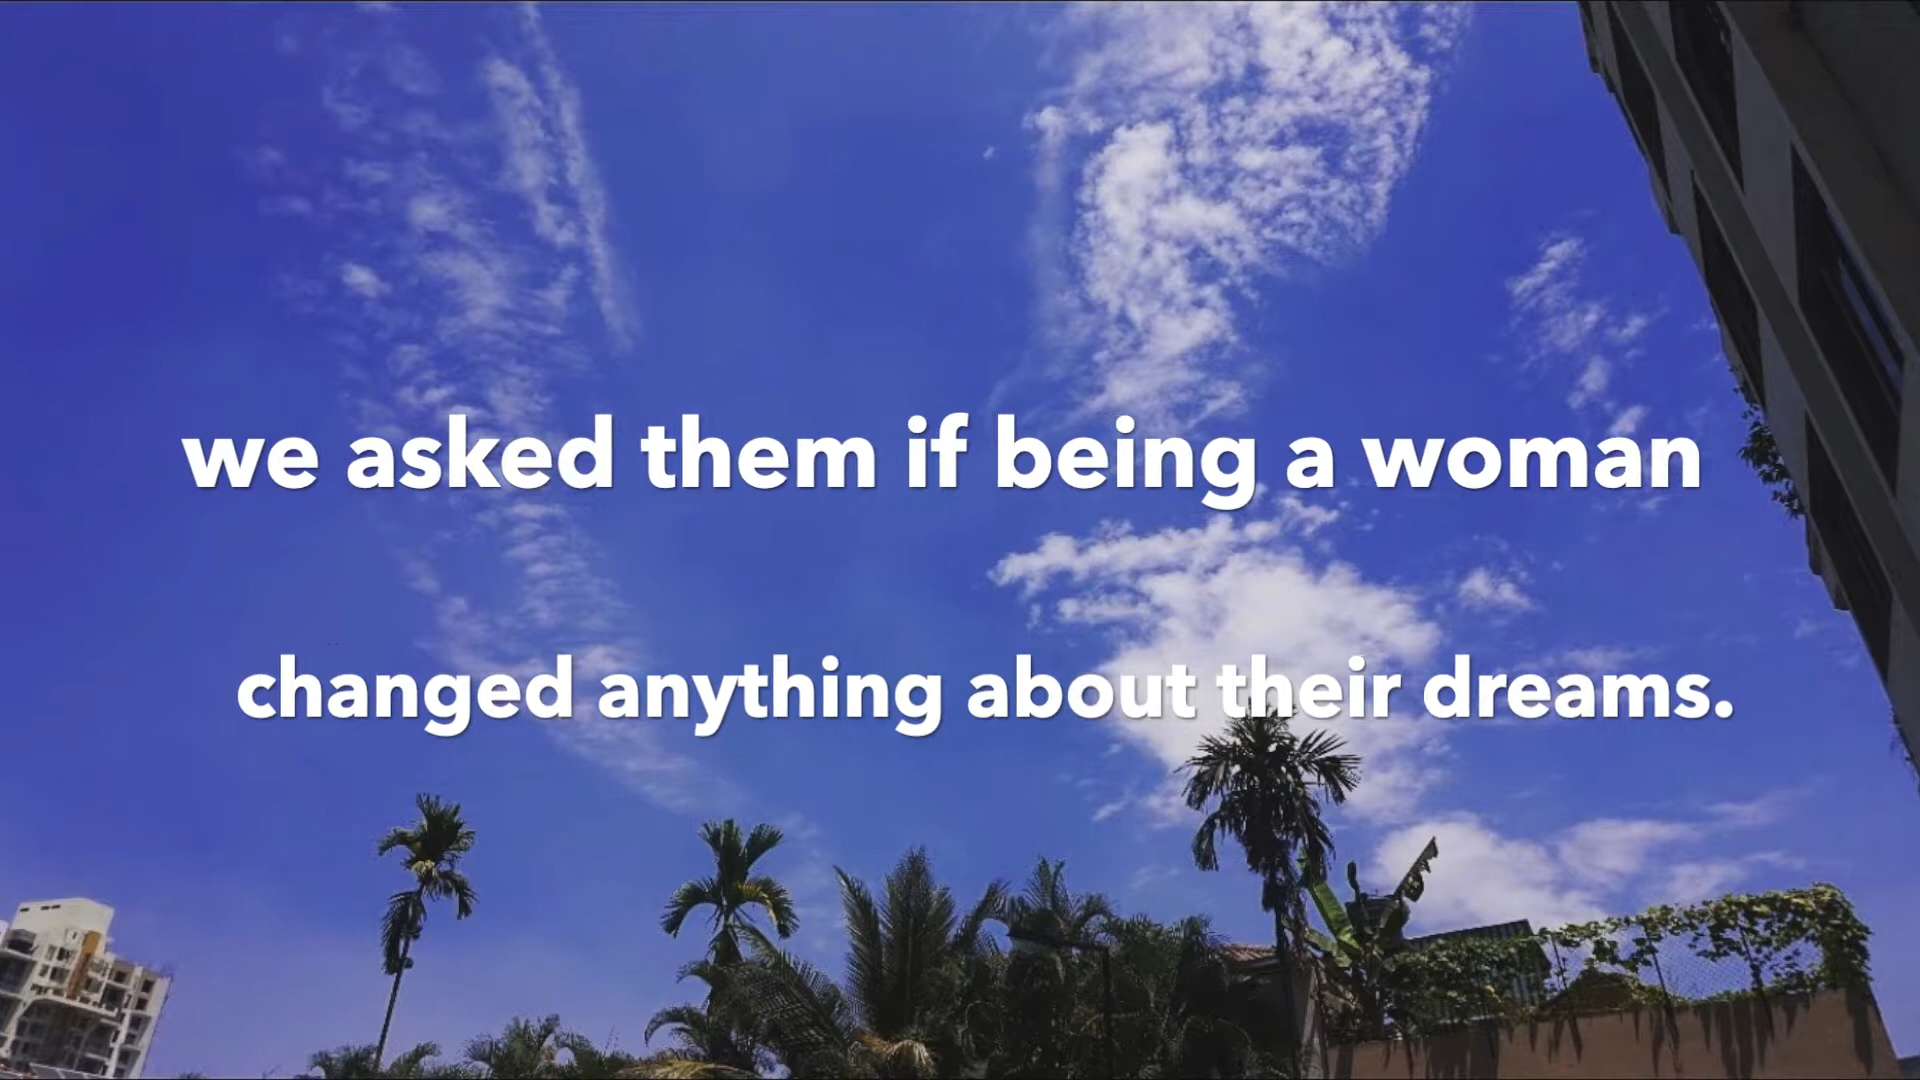 we asked them if being a woman
changed anything about their dreams.